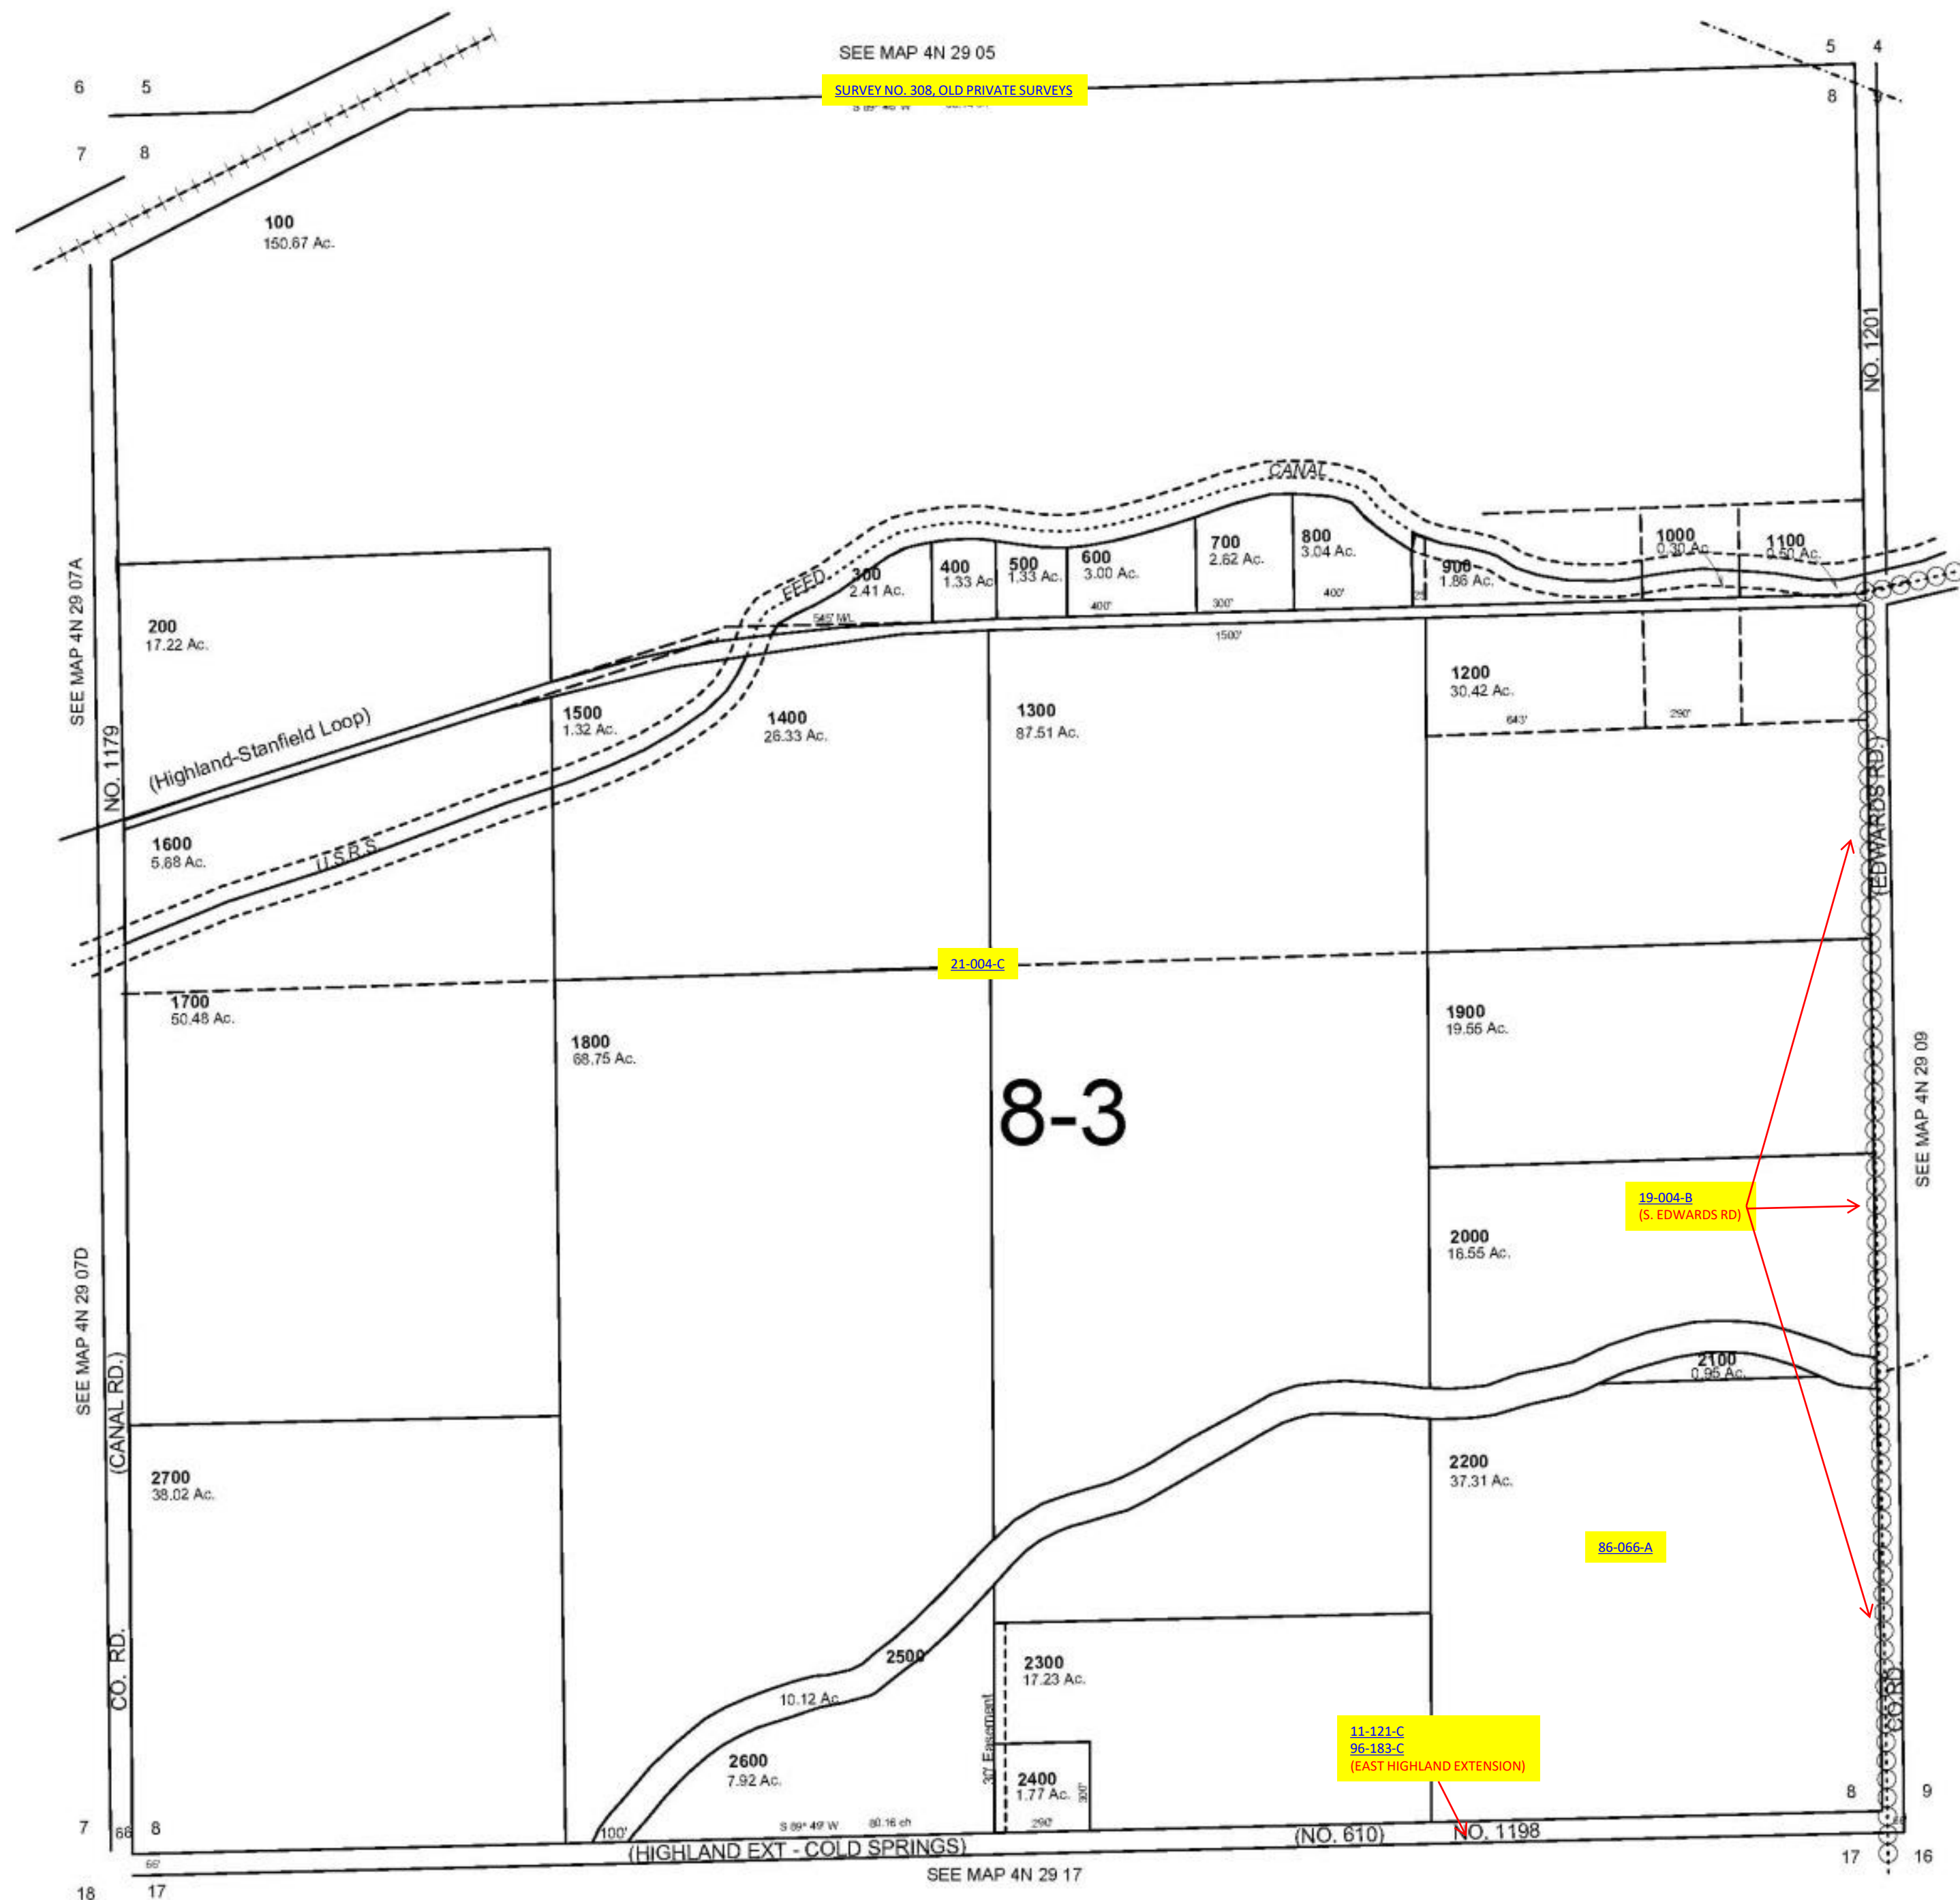 SEE MAP 4N 29 05
SURVEY NO. 308, OLD PRIVATE SURVEYS
6 5
7 8
5 4
8 9
100
150.67 Ac.
NO. 1201
SEE MAP 4N 29 07A
CANAL
FEED
200
17.22 Ac.
300
2.41 Ac.
400
1.33 Ac
500
1.33 Ac.
600
3.00 Ac.
400'
700
2.62 Ac.
300'
800
3.04 Ac.
400'
900
1.86 Ac.
1000
0.30 Ac.
1100
0.50 Ac.
545' M/L
1500'
NO. 1179
(Highland-Stanfield Loop)
1500
1.32 Ac.
1400
26.33 Ac.
1300
87.51 Ac.
1200
30.42 Ac.
643'
290'
(EDWARDS RD.)
1600
5.68 Ac.
U.S.R.S.
21-004-C
1700
50.48 Ac.
1800
68.75 Ac.
8-3
1900
19.55 Ac.
SEE MAP 4N 29 09
19-004-B
(S. EDWARDS RD)
2000
16.55 Ac.
SEE MAP 4N 29 07D
(CANAL RD.)
2100
0.95 Ac.
2700
38.02 Ac.
2200
37.31 Ac.
86-066-A
CO. RD.
2500
10.12 Ac.
2300
17.23 Ac.
30' Easement
CO.RD.
11-121-C
96-183-C
(EAST HIGHLAND EXTENSION)
2600
7.92 Ac.
2400
1.77 Ac.
300'
8 9
7 66 8
100'
S 89° 49' W 80.16 ch
290'
66'
(HIGHLAND EXT - COLD SPRINGS)
(NO. 610) NO. 1198
66'
SEE MAP 4N 29 17
17 16
18 17